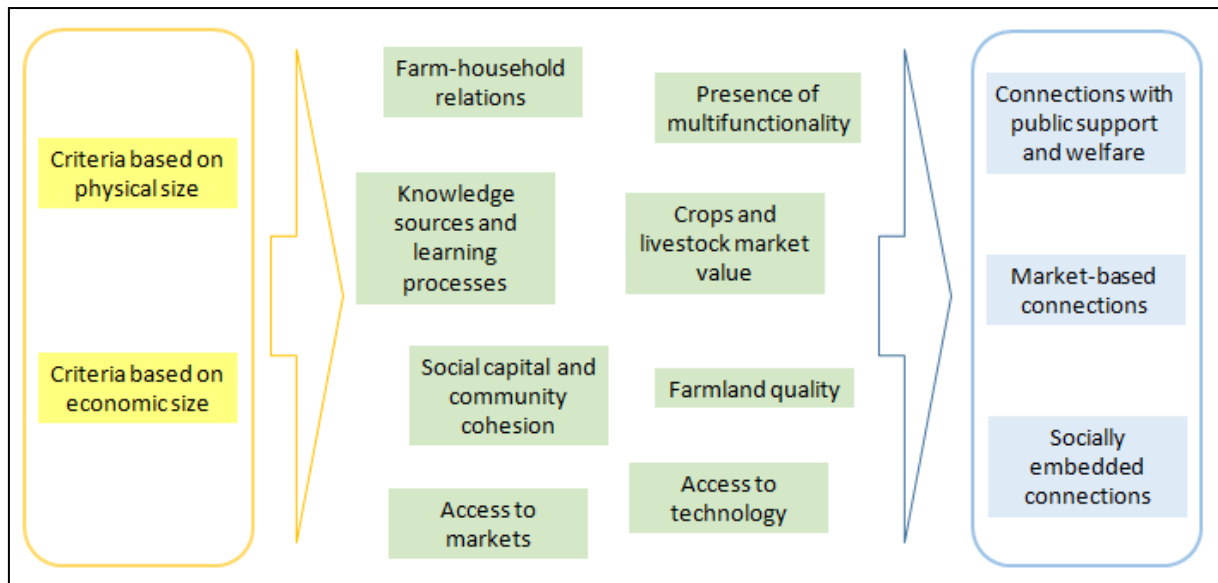 Criteria based on
physical size
Criteria based on
economic size
Farm-household
relations
Presence of
multifunctionality
Knowledge
sources and
learning
processes
Crops and
livestock market
value
Social capital and
community
cohesion
Farmland quality
Access to
markets
Access to
technology
Connections with
public support
and welfare
Market-based
connections
Socially
embedded
connections